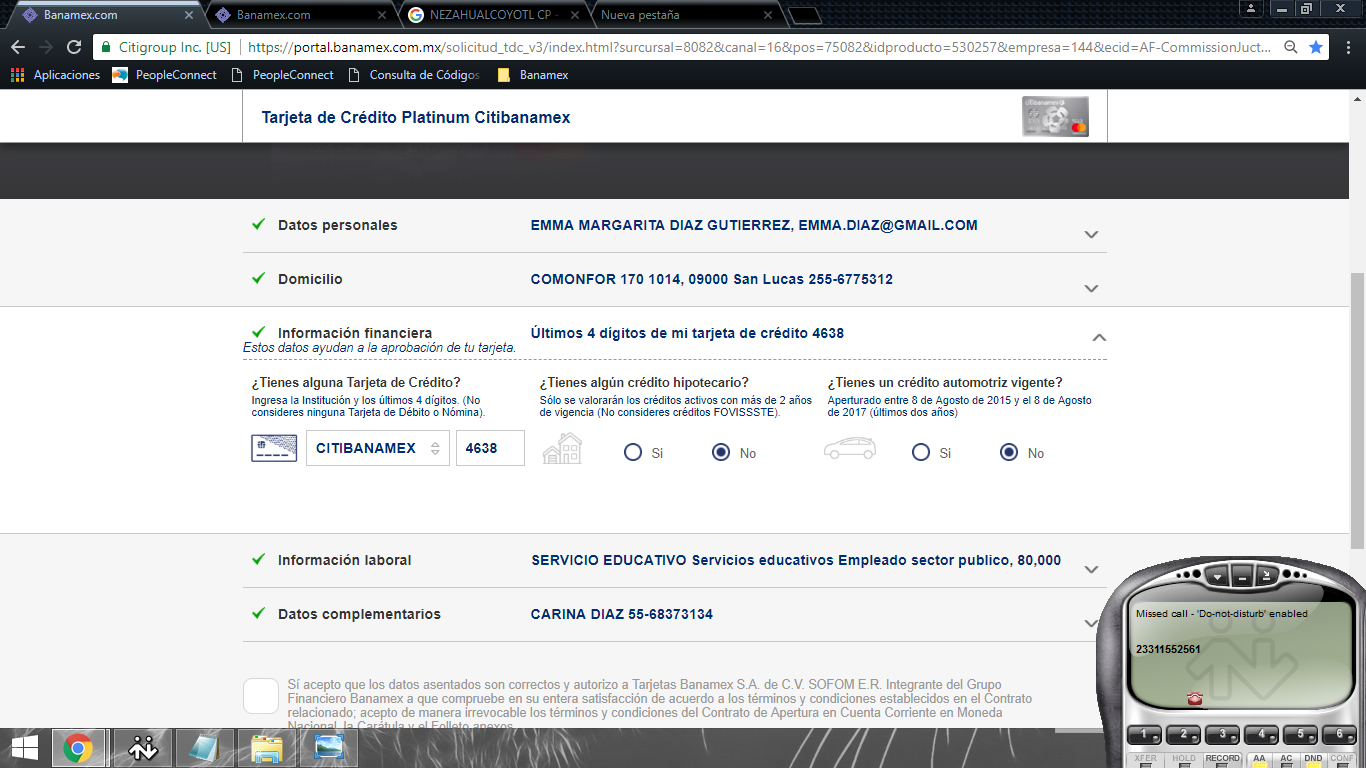 Banamex.com
Banamex.com
NEZAHUALCOYOTL CP -
Nueva pestaña
Citigroup Inc. [US]
https://portal.banamex.com.mx/solicitud_tdc_v3/index.html?surcursal=8082&canal=16&pos=75082&idproducto=530257&empresa=144&ecid=AF-CommissionJuct...
Aplicaciones
PeopleConnect
PeopleConnect
Consulta de Códigos
Banamex
Tarjeta de Crédito Platinum Citibanamex
Datos personales
EMMA MARGARITA DIAZ GUTIERREZ, EMMA.DIAZ@GMAIL.COM
Domicilio
COMONFOR 170 1014, 09000 San Lucas 255-6775312
Información financiera
Últimos 4 dígitos de mi tarjeta de crédito 4638
Estos datos ayudan a la aprobación de tu tarjeta.
¿Tienes alguna Tarjeta de Crédito?
Ingresa la Institución y los últimos 4 dígitos. (No
consideres ninguna Tarjeta de Débito o Nómina).
CITIBANAMEX
4638
¿Tienes algún crédito hipotecario?
Sólo se valorarán los créditos activos con más de 2 años
de vigencia (No consideres créditos FOVISSSTE).
Si
No
¿Tienes un crédito automotriz vigente?
Aperturado entre 8 de Agosto de 2015 y el 8 de Agosto
de 2017 (últimos dos años)
Si
No
Información laboral
SERVICIO EDUCATIVO Servicios educativos Empleado sector publico, 80,000
Datos complementarios
CARINA DIAZ 55-68373134
Sí acepto que los datos asentados son correctos y autorizo a Tarjetas Banamex S.A. de C.V. SOFOM E.R. Integrante del Grupo
Financiero Banamex a que compruebe en su entera satisfacción de acuerdo a los términos y condiciones establecidos en el Contrato
relacionado; acepto de manera irrevocable los términos y condiciones del Contrato de Apertura en Cuenta Corriente en Moneda
Nacional, la Carátula y el Folleto anexos
Missed call - 'Do-not-disturb' enabled
23311552561
1 2 3 4 5 6
XFER HOLD RECORD AA AC DND CONF